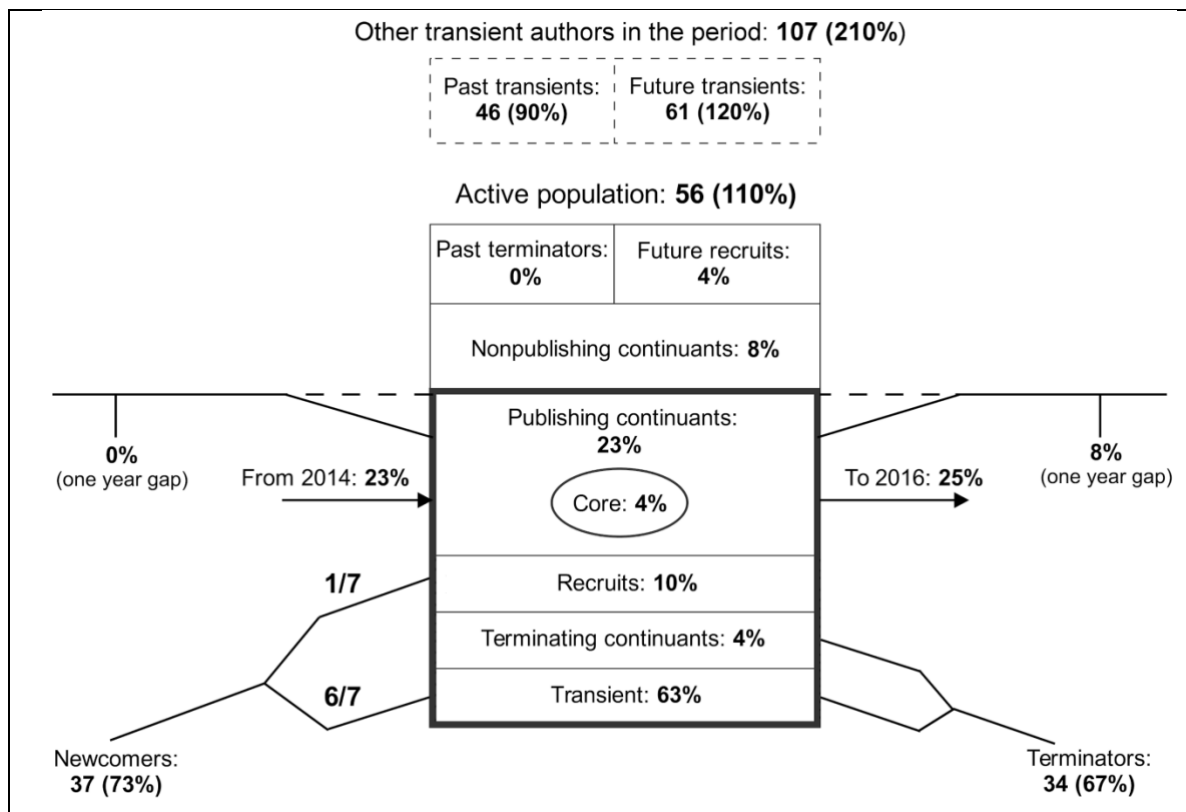 Other transient authors in the period: 107 (210%)
Past transients:
46 (90%)
Future transients:
61 (120%)
Active population: 56 (110%)
Past terminators:
0%
Future recruits:
4%
Nonpublishing continuants: 8%
Publishing continuants:
23%
0%
(one year gap)
8%
(one year gap)
From 2014: 23%
Core: 4%
To 2016: 25%
1/7
Recruits: 10%
Terminating continuants: 4%
6/7
Transient: 63%
Newcomers:
37 (73%)
Terminators:
34 (67%)